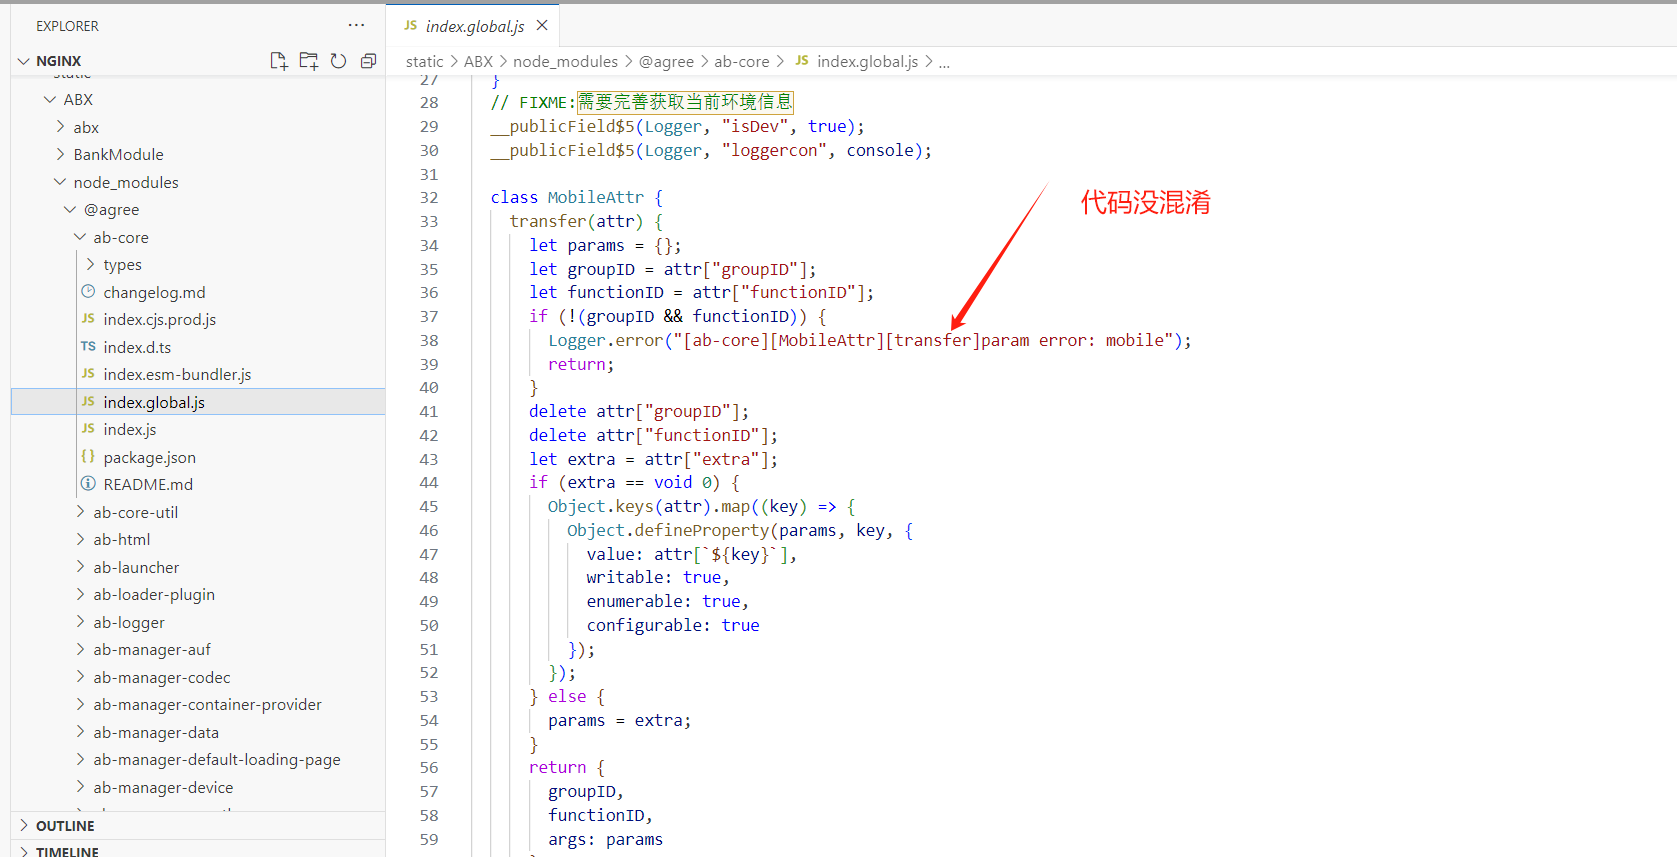 EXPLORER
···
NGINX
static
ABX
abx
BankModule
node_modules
@agree
ab-core
types
changelog.md
JS index.cjs.prod.js
TS index.d.ts
JS index.esm-bundler.js
JS index.global.js
JS index.js
{} package.json
README.md
ab-core-util
ab-html
ab-launcher
ab-loader-plugin
ab-logger
ab-manager-auf
ab-manager-codec
ab-manager-container-provider
ab-manager-data
ab-manager-default-loading-page
ab-manager-device
OUTLINE
TIMELINE
JS index.global.js
static > ABX > node_modules > @agree > ab-core > JS index.global.js > ...
27 }
28 // FIXME:需要完善获取当前环境信息
29 __publicField$5(Logger, "isDev", true);
30 __publicField$5(Logger, "loggercon", console);
31
32 class MobileAttr {
33 transfer(attr) {
34 let params = {};
35 let groupID = attr["groupID"];
36 let functionID = attr["functionID"];
37 if (!(groupID && functionID)) {
38 Logger.error("[ab-core][MobileAttr][transfer]param error: mobile");
39 return;
40 }
41 delete attr["groupID"];
42 delete attr["functionID"];
43 let extra = attr["extra"];
44 if (extra == void 0) {
45 Object.keys(attr).map((key) => {
46 Object.defineProperty(params, key, {
47 value: attr[`${key}`],
48 writable: true,
49 enumerable: true,
50 configurable: true
51 });
52 });
53 } else {
54 params = extra;
55 }
56 return {
57 groupID,
58 functionID,
59 args: params
代码没混淆